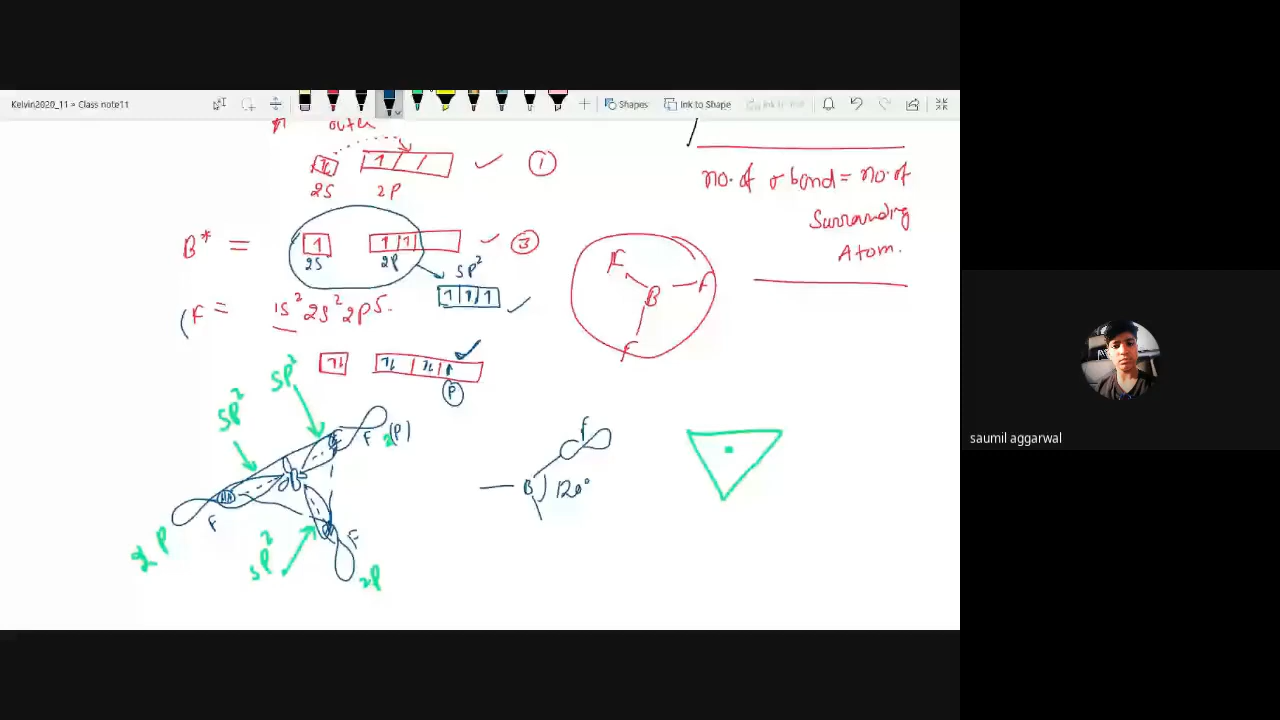 Kelvin2020_11 > Class note11
Shapes
Ink to Shape
outer
2S 2P
①
no. of σ bond = no. of
Surrounding
Atom.
B* =
2S 2P
③
SP²
F = 1S² 2S² 2P⁵.
P
SP²
SP²
F (P)
F
2P
SP²
F
2P
F
B 120°
F
B F
F
saumil aggarwal